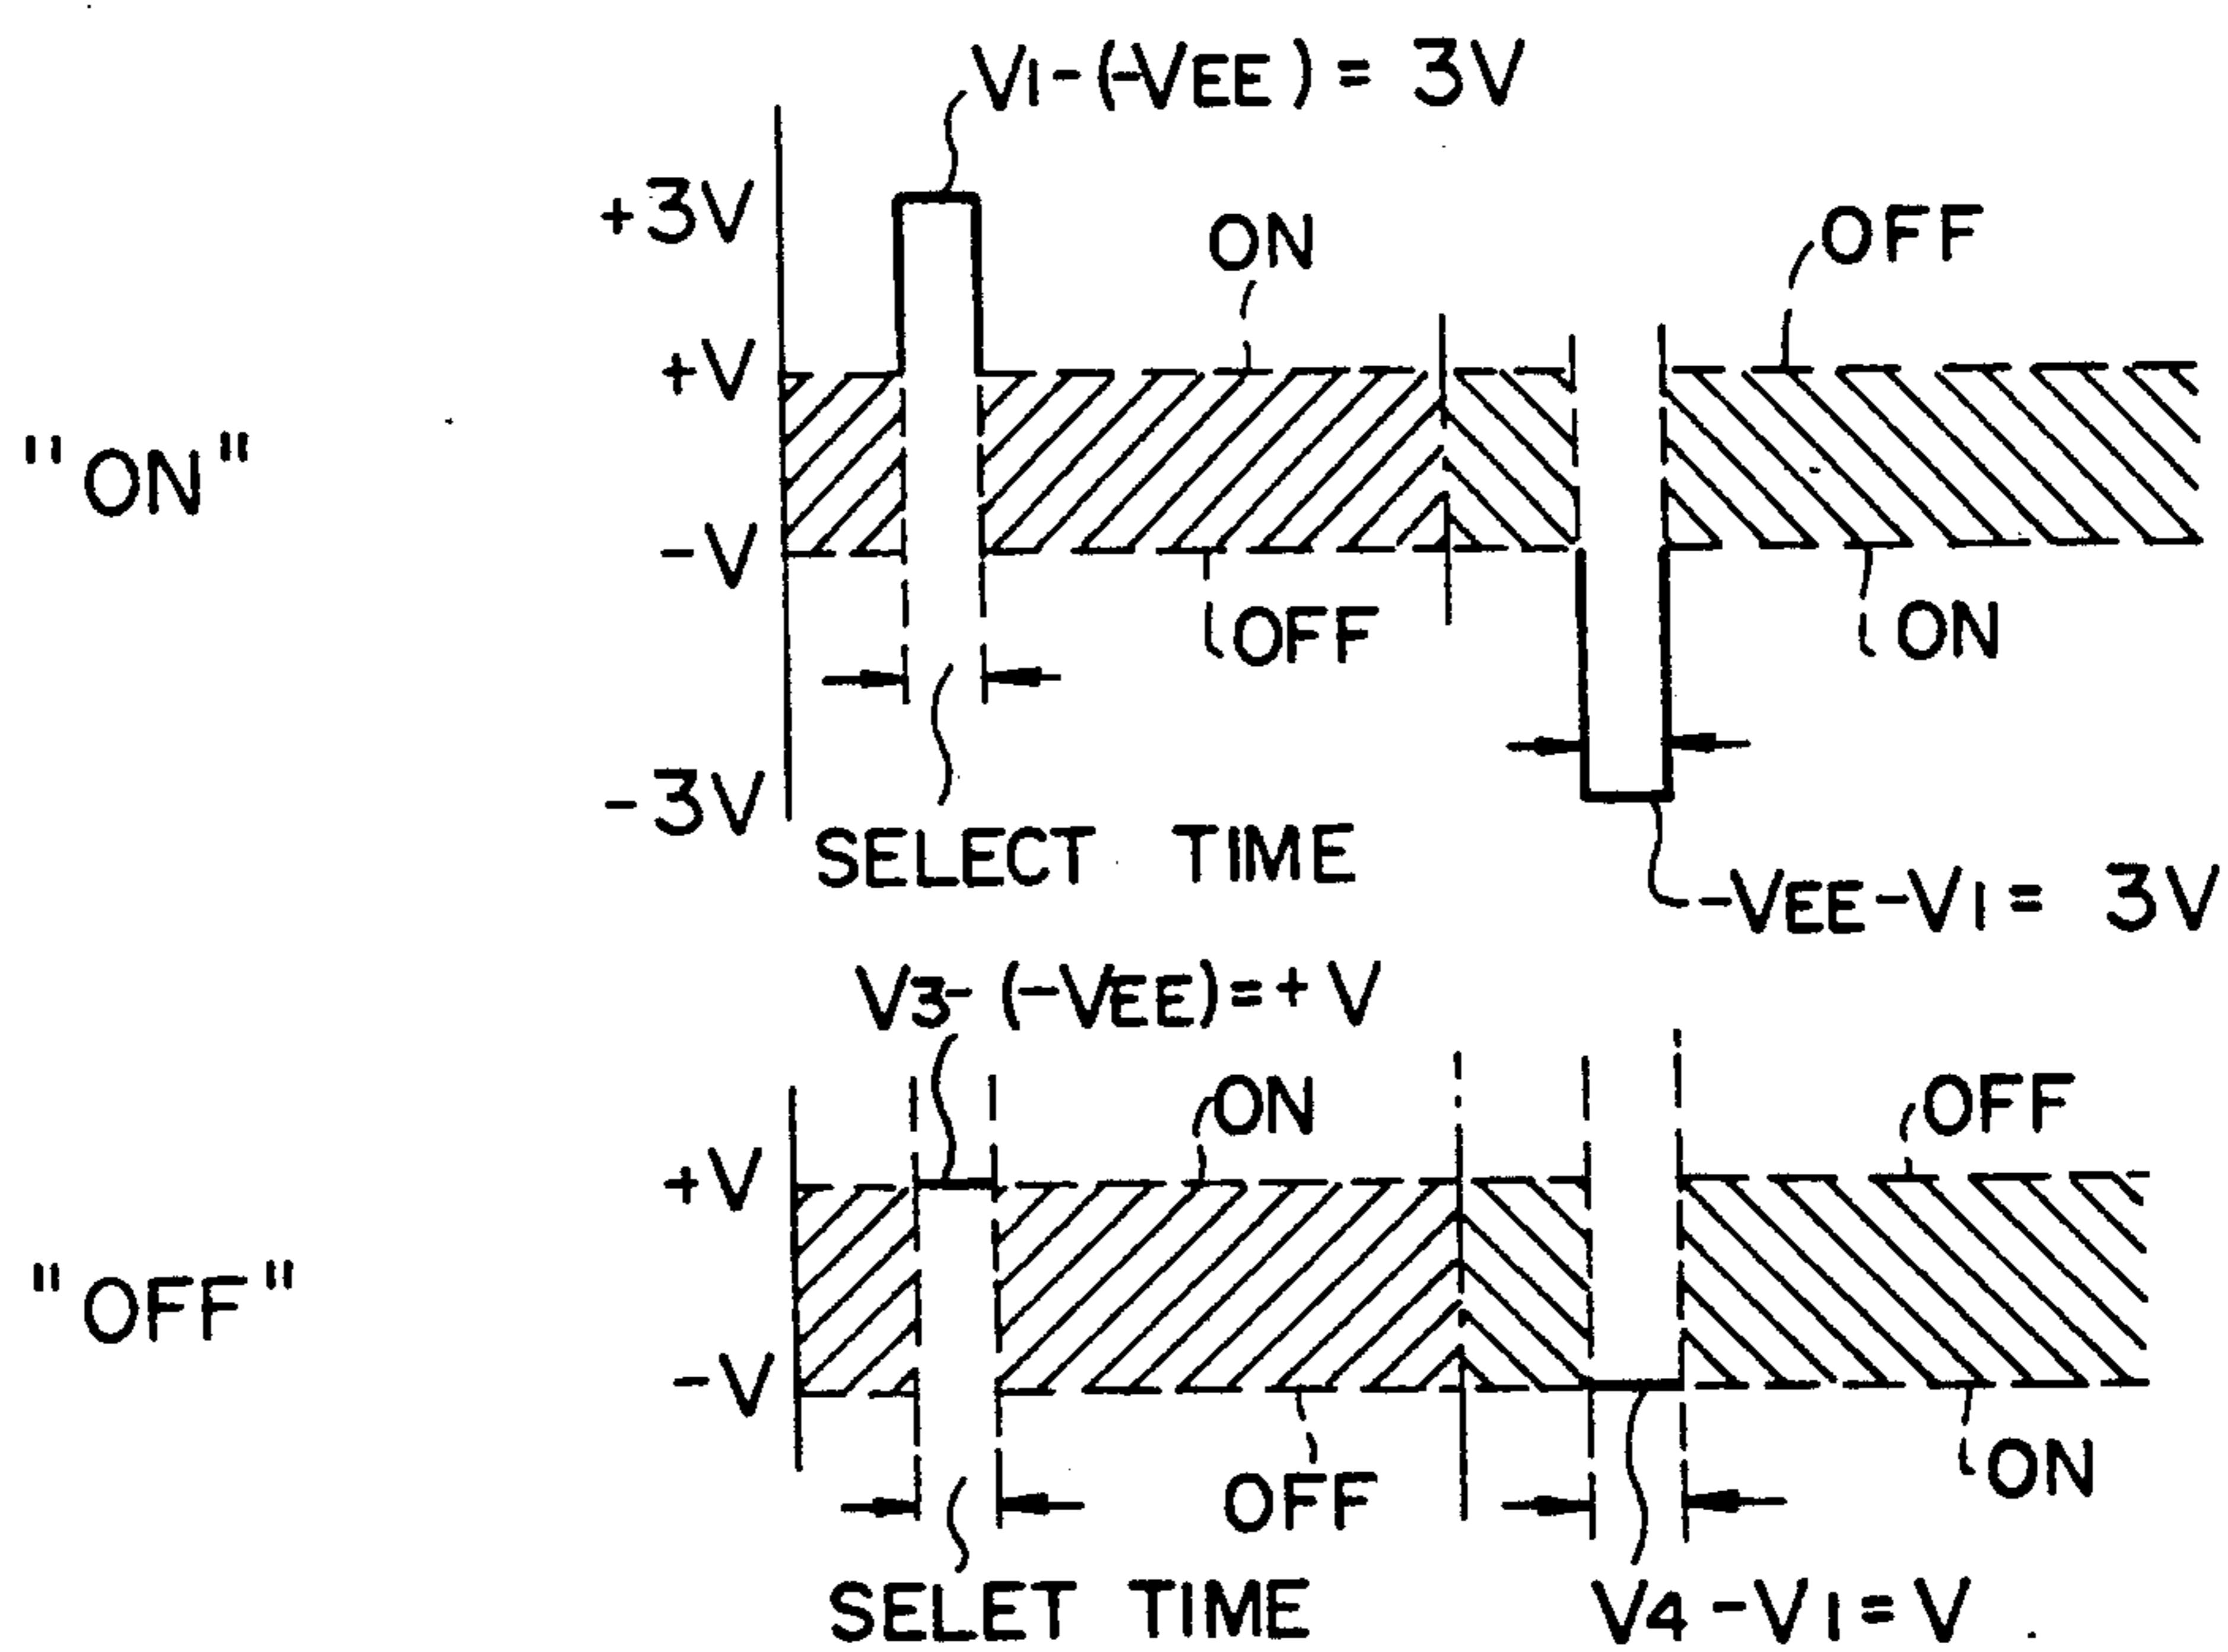 V1-(-VEE) = 3V
+3V
ON
OFF
+V
"ON"
-V
OFF
ON
-3V
SELECT TIME
-VEE-V1= 3V
V3-(-VEE)=+V
ON
OFF
+V
"OFF"
-V
OFF
ON
SELET TIME
V4-V1=V